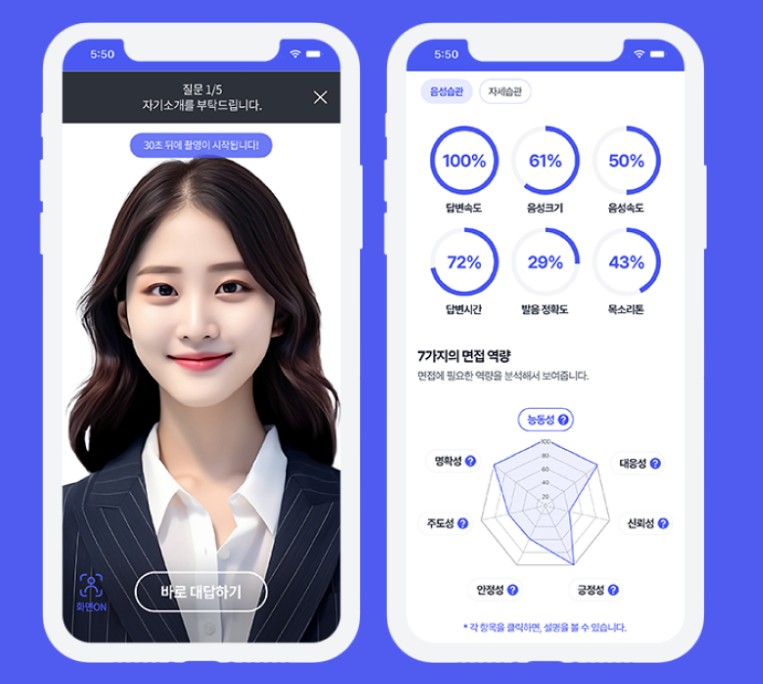 5:50
질문 1/5
자기소개를 부탁드립니다.
30초 뒤에 촬영이 시작됩니다!
화면ON
바로 대답하기
5:50
음성습관 자세습관
100% 61% 50%
답변속도 음성크기 음성속도
72% 29% 43%
답변시간 발음 정확도 목소리톤
7가지의 면접 역량
면접에 필요한 역량을 분석해서 보여줍니다.
능동성 ?
명확성 ? 대응성 ?
100
80
60
40
20
주도성 ? 신뢰성 ?
안정성 ? 긍정성 ?
* 각 항목을 클릭하면, 설명을 볼 수 있습니다.